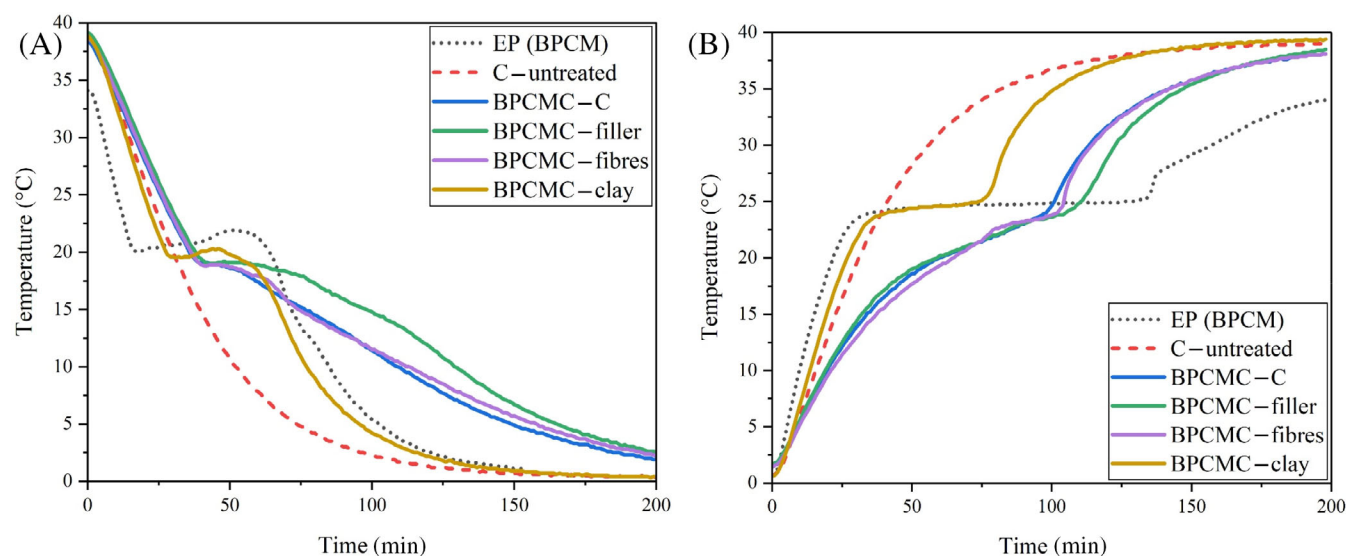 (A)
Temperature (°C)
40
35
30
25
20
15
10
5
0
EP (BPCM)
C−untreated
BPCMC−C
BPCMC−filler
BPCMC−fibres
BPCMC−clay
0 50 100 150 200
Time (min)
(B)
Temperature (°C)
40
35
30
25
20
15
10
5
0
EP (BPCM)
C−untreated
BPCMC−C
BPCMC−filler
BPCMC−fibres
BPCMC−clay
0 50 100 150 200
Time (min)